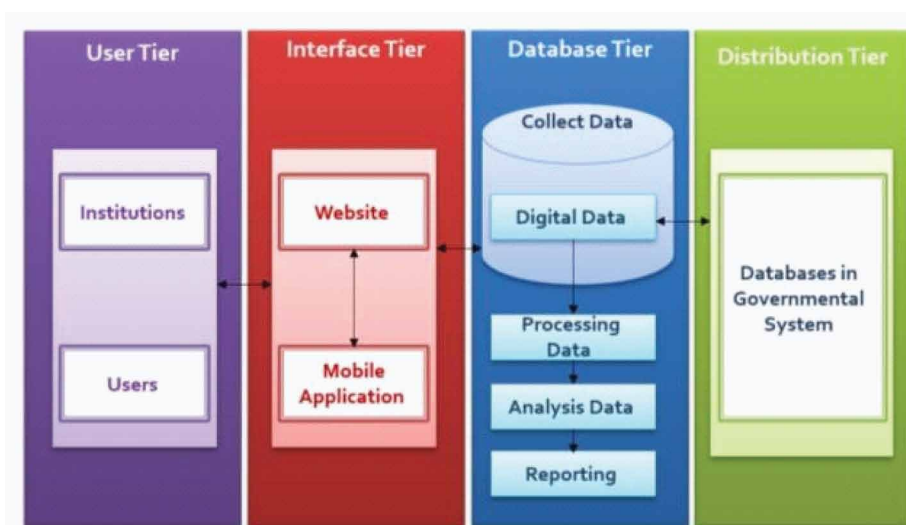 User Tier
Institutions
Users
Interface Tier
Website
Mobile
Application
Database Tier
Collect Data
Digital Data
Processing
Data
Analysis Data
Reporting
Distribution Tier
Databases in
Governmental
System